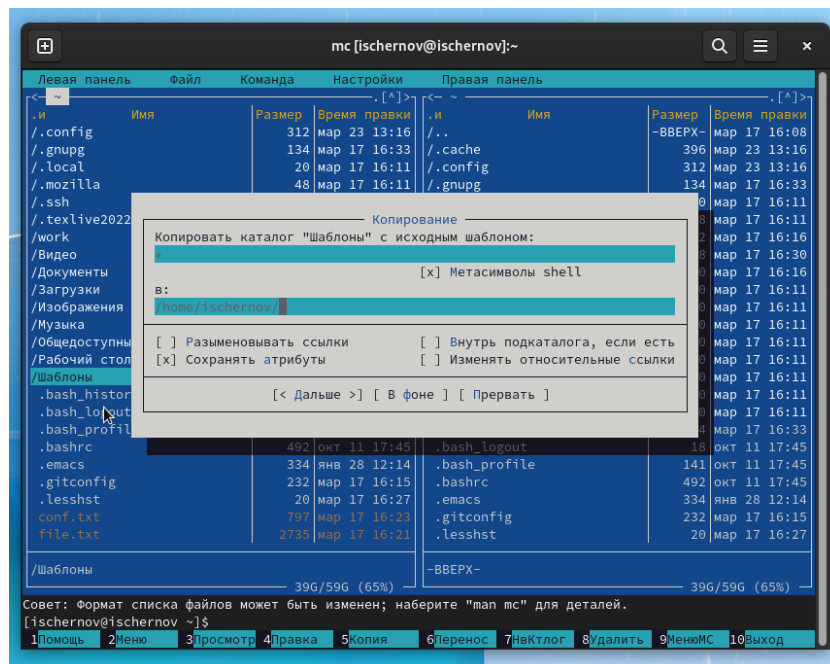 mc [ischernov@ischernov]:~
Левая панель Файл Команда Настройки Правая панель
<— ~ .[^]> <— ~ .[^]>
.и Имя Размер Время правки .и Имя Размер Время правки
/.config 312 мар 23 13:16 /.. -ВВЕРХ- мар 17 16:08
/.gnupg 134 мар 17 16:33 /.cache 396 мар 23 13:16
/.local 20 мар 17 16:11 /.config 312 мар 23 13:16
/.mozilla 48 мар 17 16:11 /.gnupg 134 мар 17 16:33
/.ssh 0 мар 17 16:11
/.texlive2022 Копирование 8 мар 17 16:11
/work Копировать каталог "Шаблоны" с исходным шаблоном: 2 мар 17 16:16
/Видео * 8 мар 17 16:30
/Документы [x] Метасимволы shell 0 мар 17 16:16
/Загрузки в: 0 мар 17 16:11
/Изображения /home/ischernov/ 0 мар 17 16:11
/Музыка 0 мар 17 16:11
/Общедоступны [ ] Разыменовывать ссылки [ ] Внутрь подкаталога, если есть 0 мар 17 16:11
/Рабочий стол [x] Сохранять атрибуты [ ] Изменять относительные ссылки 0 мар 17 16:11
/Шаблоны 0 мар 17 16:11
.bash_histor [< Дальше >] [ В фоне ] [ Прервать ] 0 мар 17 16:11
.bash_logout 0 мар 17 16:11
.bash_profil 4 мар 17 16:33
.bashrc 492 окт 11 17:45 .bash_logout 18 окт 11 17:45
.emacs 334 янв 28 12:14 .bash_profile 141 окт 11 17:45
.gitconfig 232 мар 17 16:15 .bashrc 492 окт 11 17:45
.lesshst 20 мар 17 16:27 .emacs 334 янв 28 12:14
conf.txt 797 мар 17 16:23 .gitconfig 232 мар 17 16:15
file.txt 2735 мар 17 16:21 .lesshst 20 мар 17 16:27
/Шаблоны -ВВЕРХ-
39G/59G (65%) 39G/59G (65%)
Совет: Формат списка файлов может быть изменен; наберите "man mc" для деталей.
[ischernov@ischernov ~]$
1Помощь 2Меню 3Просмотр 4Правка 5Копия 6Перенос 7НвКтлог 8Удалить 9МенюМС 10Выход